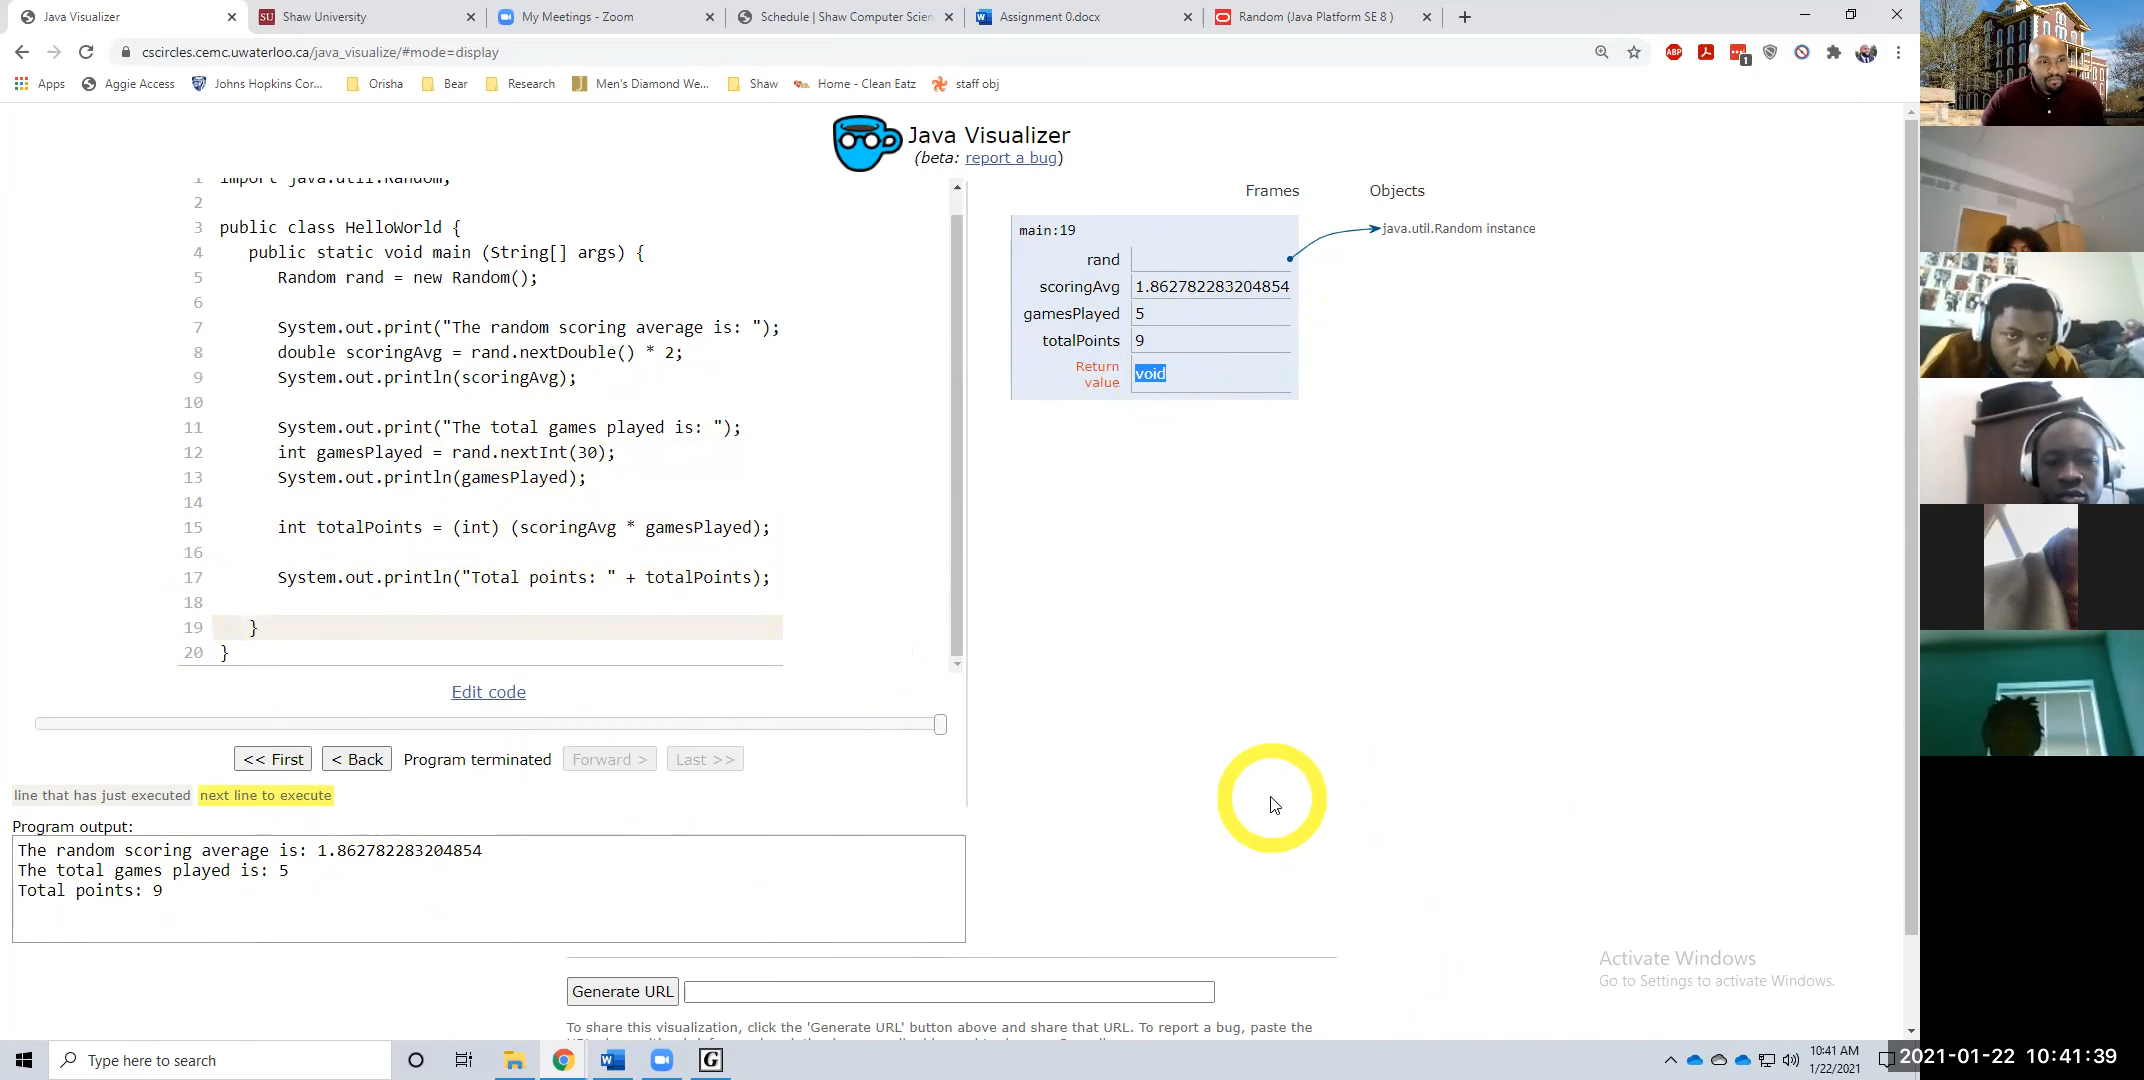 Java Visualizer
Shaw University
My Meetings - Zoom
Schedule | Shaw Computer Scien
Assignment 0.docx
Random (Java Platform SE 8 )
cscircles.cemc.uwaterloo.ca/java_visualize/#mode=display
ABP
1
Apps
Aggie Access
Johns Hopkins Cor...
Orisha
Bear
Research
Men's Diamond We...
Shaw
Home - Clean Eatz
staff obj
Java Visualizer
(beta: report a bug)
1 import java.util.Random;
2
3 public class HelloWorld {
4 public static void main (String[] args) {
5 Random rand = new Random();
6
7 System.out.print("The random scoring average is: ");
8 double scoringAvg = rand.nextDouble() * 2;
9 System.out.println(scoringAvg);
10
11 System.out.print("The total games played is: ");
12 int gamesPlayed = rand.nextInt(30);
13 System.out.println(gamesPlayed);
14
15 int totalPoints = (int) (scoringAvg * gamesPlayed);
16
17 System.out.println("Total points: " + totalPoints);
18
19 }
20 }
Edit code
<< First
< Back
Program terminated
Forward >
Last >>
line that has just executed next line to execute
Program output:
The random scoring average is: 1.862782283204854
The total games played is: 5
Total points: 9
Frames
Objects
main:19
rand
java.util.Random instance
scoringAvg 1.862782283204854
gamesPlayed 5
totalPoints 9
Return value void
Generate URL
To share this visualization, click the 'Generate URL' button above and share that URL. To report a bug, paste the
Activate Windows
Go to Settings to activate Windows.
Type here to search
10:41 AM
1/22/2021
2021-01-22 10:41:39